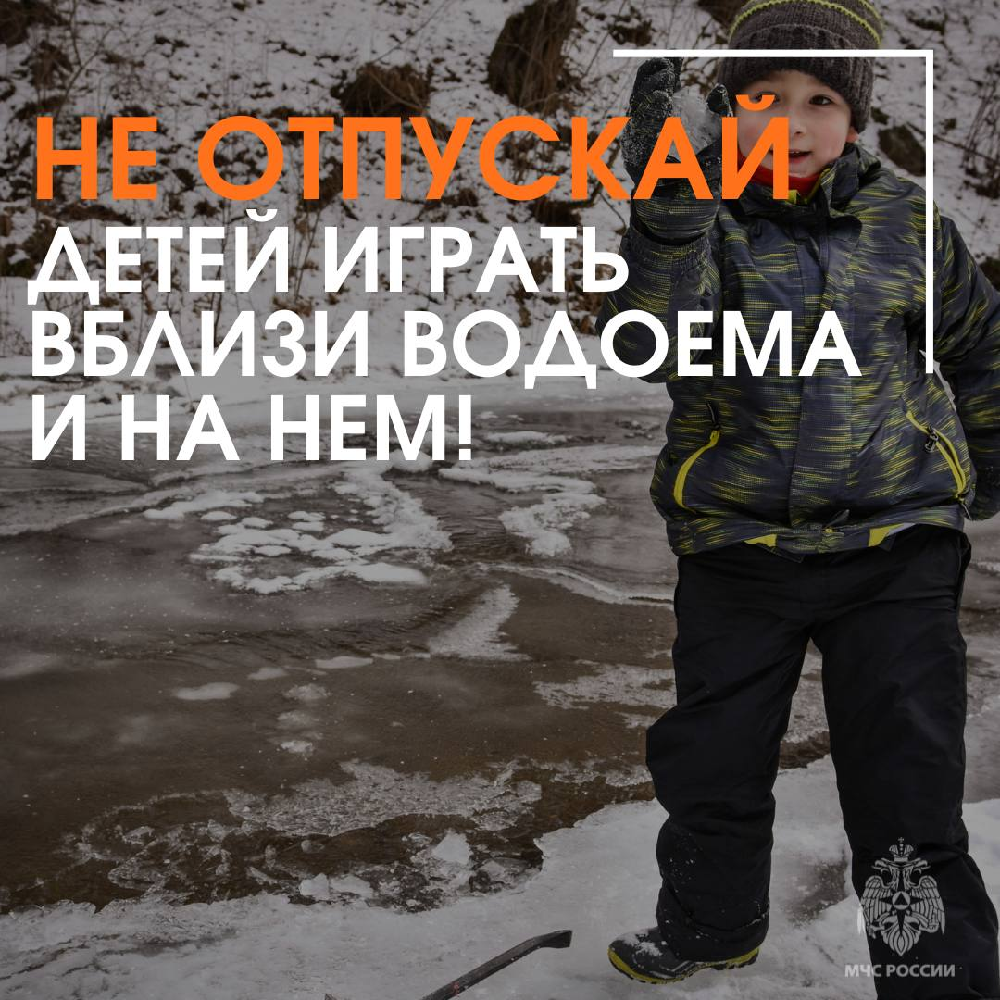 НЕ ОТПУСКАЙ
ДЕТЕЙ ИГРАТЬ
ВБЛИЗИ ВОДОЕМА
И НА НЕМ!
МЧС РОССИИ